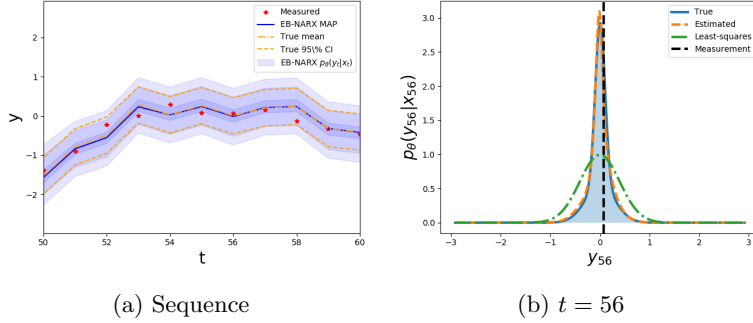 Measured
EB-NARX MAP
True mean
True 95\% CI
EB-NARX pθ(yt|xt)
2
1
0
−1
−2
y
50
52
54
56
58
60
t
(a) Sequence
True
Estimated
Least-squares
Measurement
3.0
2.5
2.0
1.5
1.0
0.5
0.0
pθ(y56|x56)
−3
−2
−1
0
1
2
3
y56
(b) t = 56